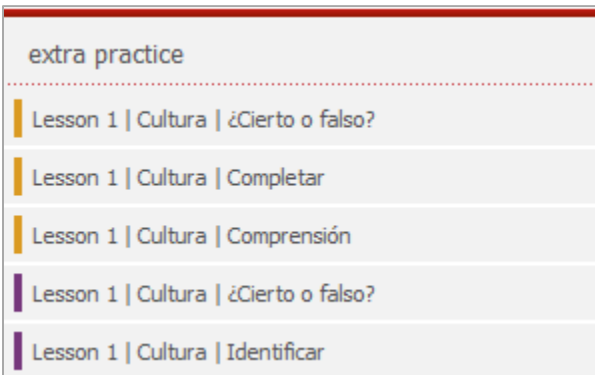 extra practice
Lesson 1 | Cultura | ¿Cierto o falso?
Lesson 1 | Cultura | Completar
Lesson 1 | Cultura | Comprensión
Lesson 1 | Cultura | ¿Cierto o falso?
Lesson 1 | Cultura | Identificar